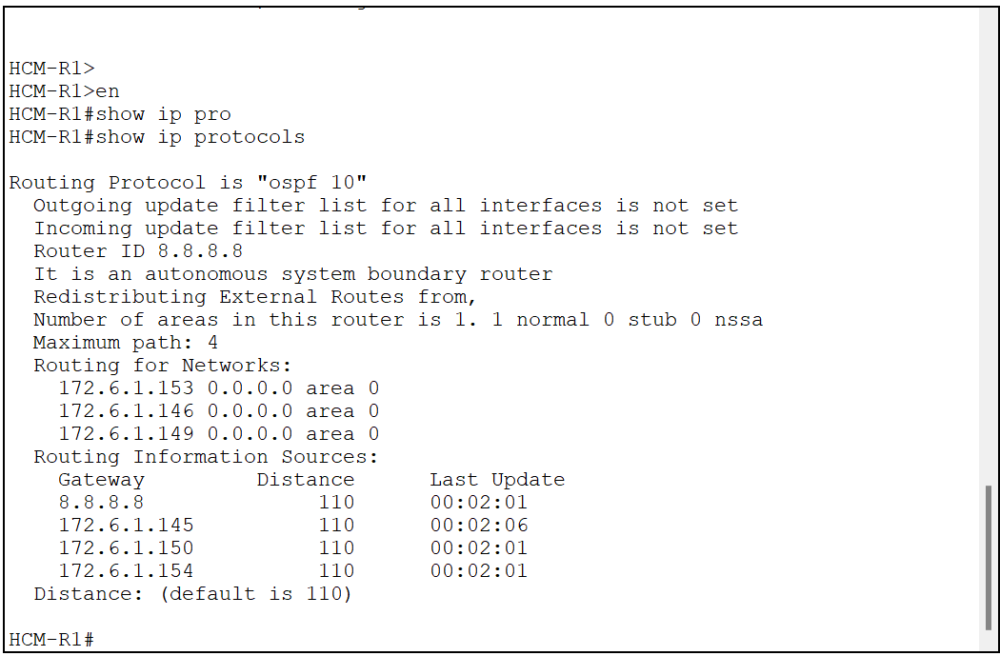 HCM-R1>
HCM-R1>en
HCM-R1#show ip pro
HCM-R1#show ip protocols
Routing Protocol is "ospf 10"
Outgoing update filter list for all interfaces is not set
Incoming update filter list for all interfaces is not set
Router ID 8.8.8.8
It is an autonomous system boundary router
Redistributing External Routes from,
Number of areas in this router is 1. 1 normal 0 stub 0 nssa
Maximum path: 4
Routing for Networks:
172.6.1.153 0.0.0.0 area 0
172.6.1.146 0.0.0.0 area 0
172.6.1.149 0.0.0.0 area 0
Routing Information Sources:
Gateway Distance Last Update
8.8.8.8 110 00:02:01
172.6.1.145 110 00:02:06
172.6.1.150 110 00:02:01
172.6.1.154 110 00:02:01
Distance: (default is 110)
HCM-R1#